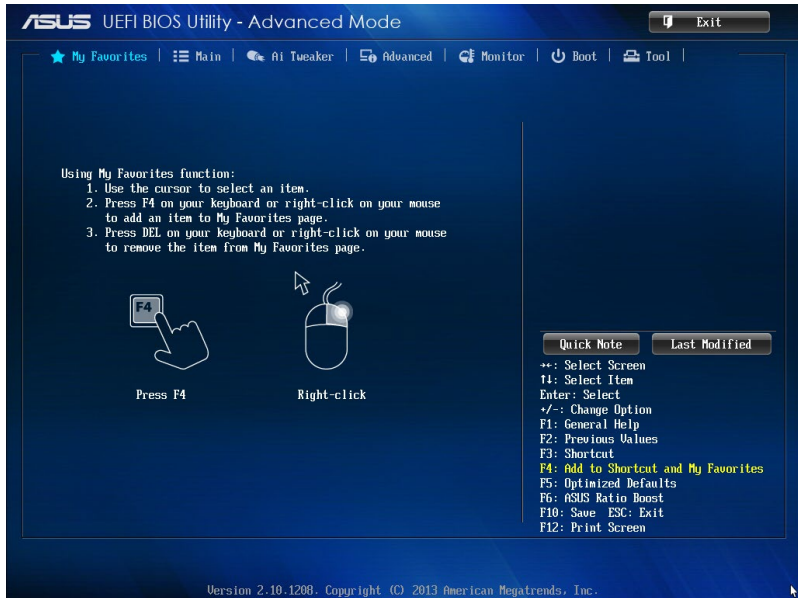 ASUS UEFI BIOS Utility - Advanced Mode
Exit
My Favorites | Main | Ai Tweaker | Advanced | Monitor | Boot | Tool |
Using My Favorites function:
1. Use the cursor to select an item.
2. Press F4 on your keyboard or right-click on your mouse
to add an item to My Favorites page.
3. Press DEL on your keyboard or right-click on your mouse
to remove the item from My Favorites page.
F4
Press F4
Right-click
Quick Note
Last Modified
→←: Select Screen
↑↓: Select Item
Enter: Select
+/-: Change Option
F1: General Help
F2: Previous Values
F3: Shortcut
F4: Add to Shortcut and My Favorites
F5: Optimized Defaults
F6: ASUS Ratio Boost
F10: Save ESC: Exit
F12: Print Screen
Version 2.10.1208. Copyright (C) 2013 American Megatrends, Inc.